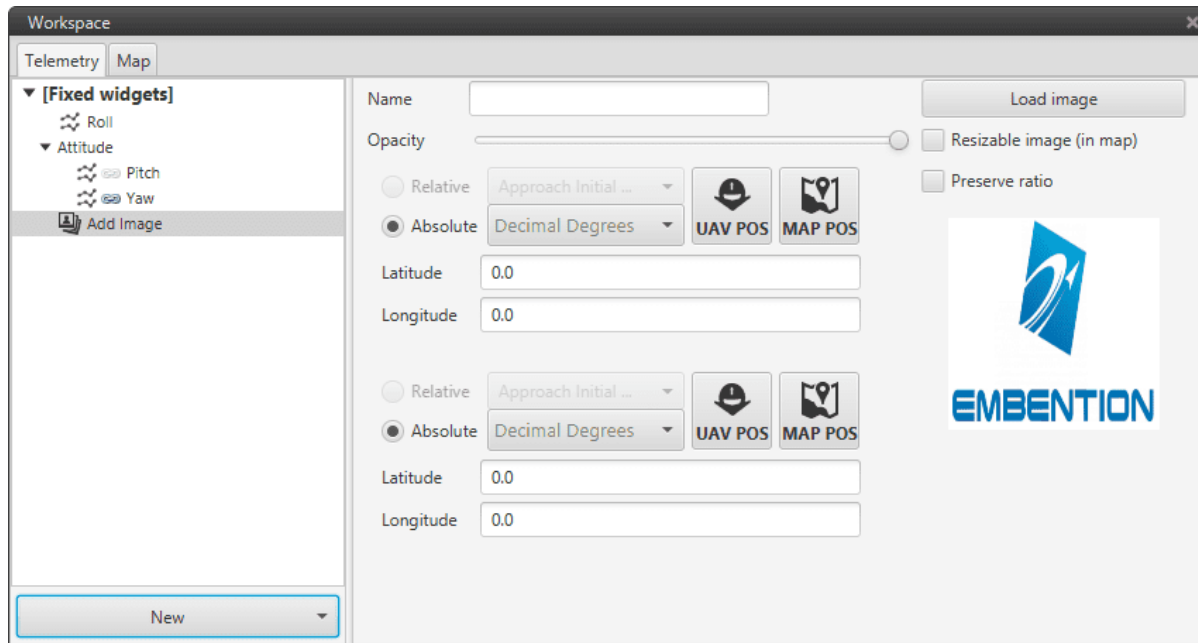 Workspace
Telemetry Map
[Fixed widgets]
Roll
Attitude
Pitch
Yaw
Add Image
New
Name
Opacity
Relative Approach Initial ...
Absolute Decimal Degrees UAV POS MAP POS
Latitude 0.0
Longitude 0.0
Relative Approach Initial ...
Absolute Decimal Degrees UAV POS MAP POS
Latitude 0.0
Longitude 0.0
Load image
Resizable image (in map)
Preserve ratio
EMBENTION